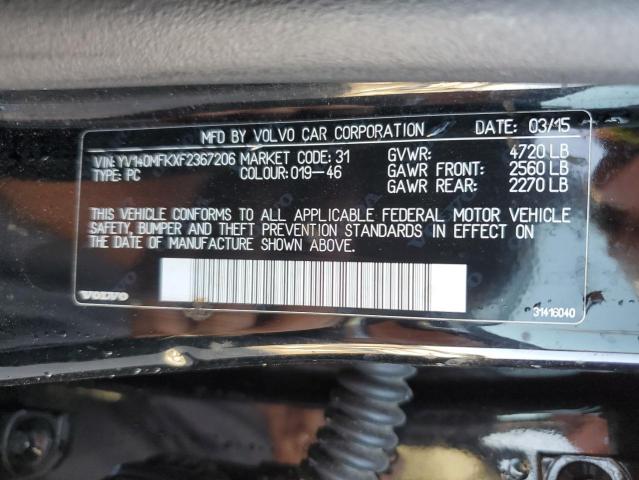 MFD BY VOLVO CAR CORPORATION DATE: 03/15
VIN: YV140MFKXF2367206 MARKET CODE: 31 GVWR: 4720 LB
TYPE: PC COLOUR: 019-46 GAWR FRONT: 2560 LB
GAWR REAR: 2270 LB
THIS VEHICLE CONFORMS TO ALL APPLICABLE FEDERAL MOTOR VEHICLE
SAFETY, BUMPER AND THEFT PREVENTION STANDARDS IN EFFECT ON
THE DATE OF MANUFACTURE SHOWN ABOVE.
VOLVO 31416040